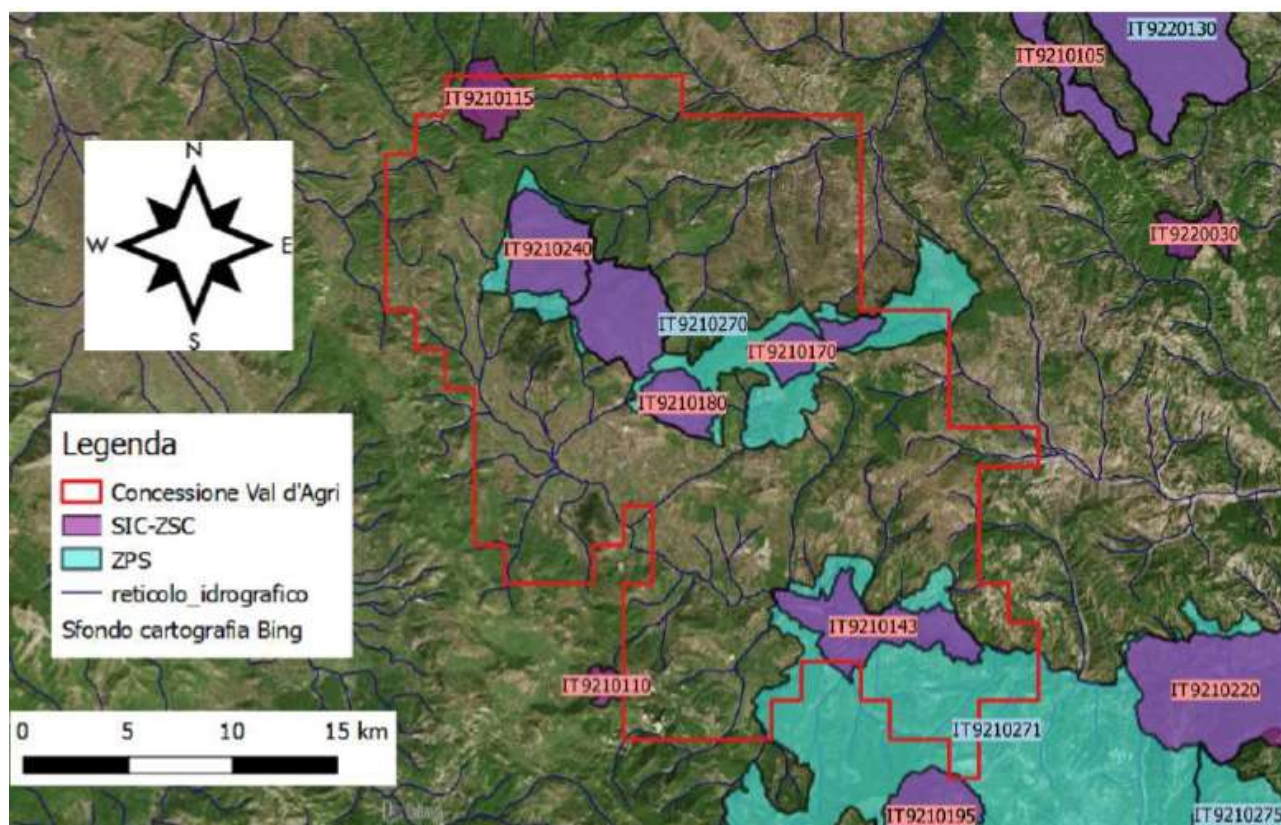 IT9220130
IT9210105
IT9210115
N
IT9220030
W
E
IT9210240
S
IT9210270
IT9210170
IT9210180
Legenda
Concessione Val d'Agri
SIC-ZSC
ZPS
reticolo_idrografico
Sfondo cartografia Bing
IT9210143
IT9210110
IT9210220
0 5 10 15 km
IT9210271
IT9210195
IT9210275